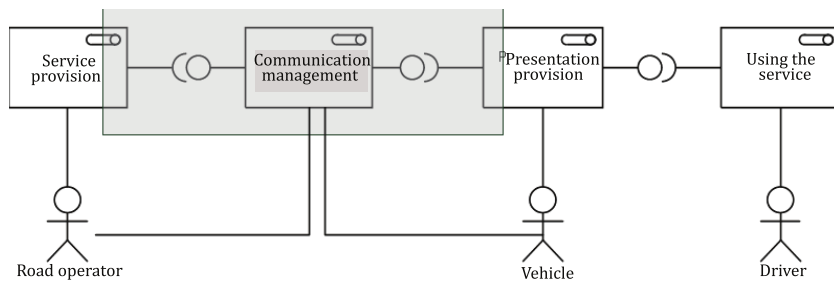 Service
provision
Communication
management
P
Presentation
provision
Using the
service
Road operator
Vehicle
Driver